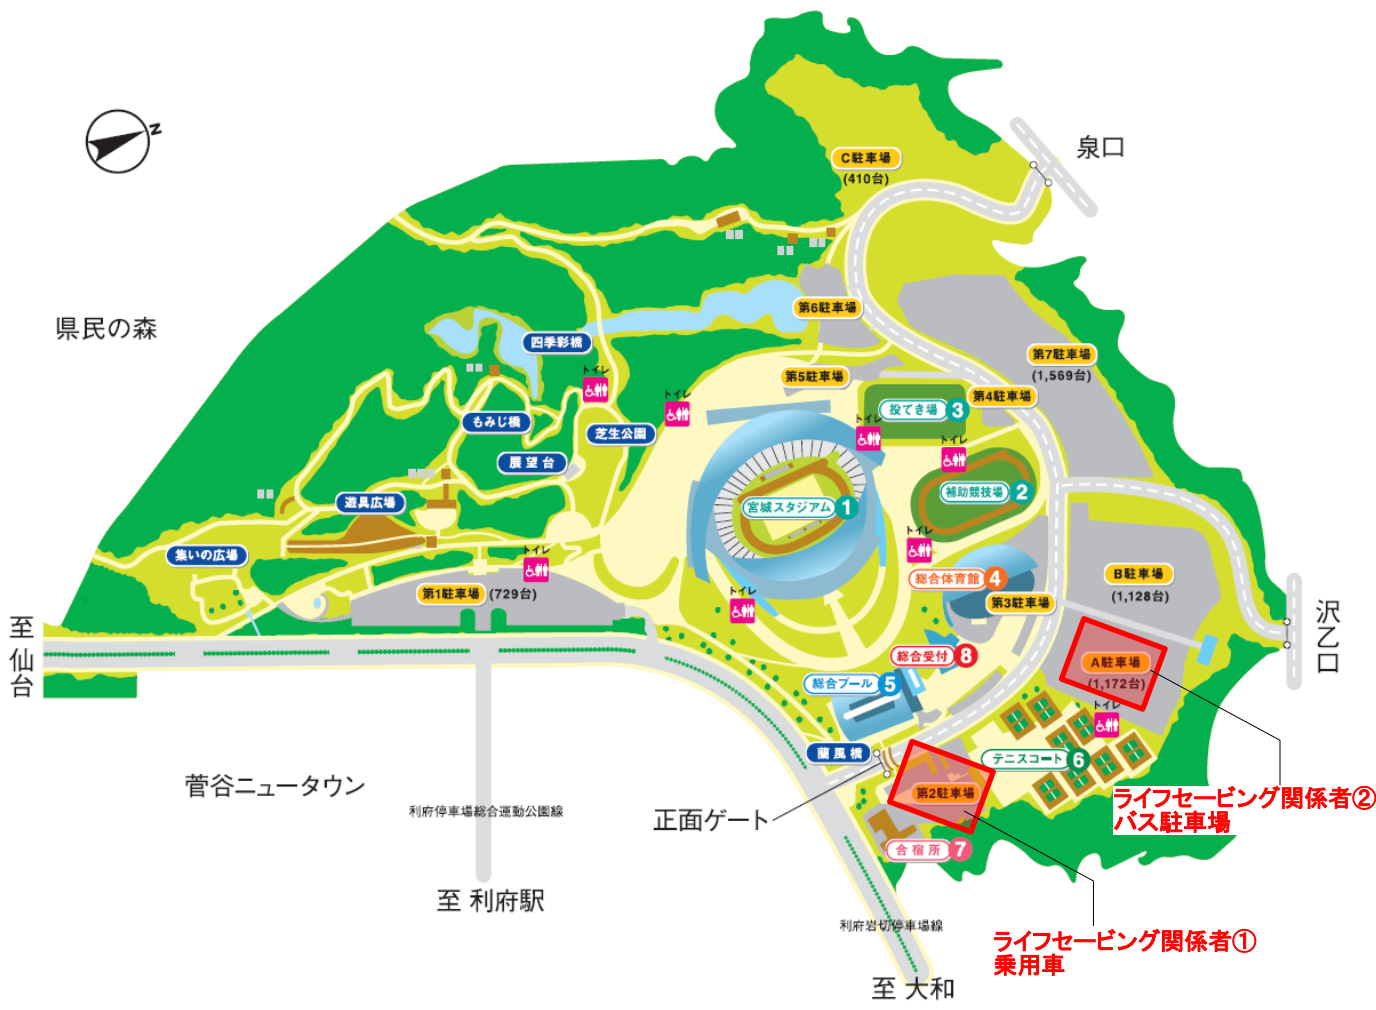 N
泉口
C駐車場
(410台)
県民の森
第6駐車場
四季彩橋
第7駐車場
(1,569台)
トイレ
第5駐車場
トイレ
第4駐車場
投てき場 3
もみじ橋
トイレ
芝生公園
トイレ
展望台
補助競技場 2
遊具広場
宮城スタジアム 1
トイレ
集いの広場
トイレ
総合体育館 4
B駐車場
(1,128台)
第1駐車場 (729台)
トイレ
第3駐車場
沢乙口
至仙台
総合受付 8
A駐車場
(1,172台)
総合プール 5
トイレ
蘭風橋
テニスコート 6
菅谷ニュータウン
第2駐車場
ライフセービング関係者②
バス駐車場
利府停車場総合運動公園線
正面ゲート
合宿所 7
至 利府駅
利府岩切停車場線
ライフセービング関係者①
乗用車
至 大和